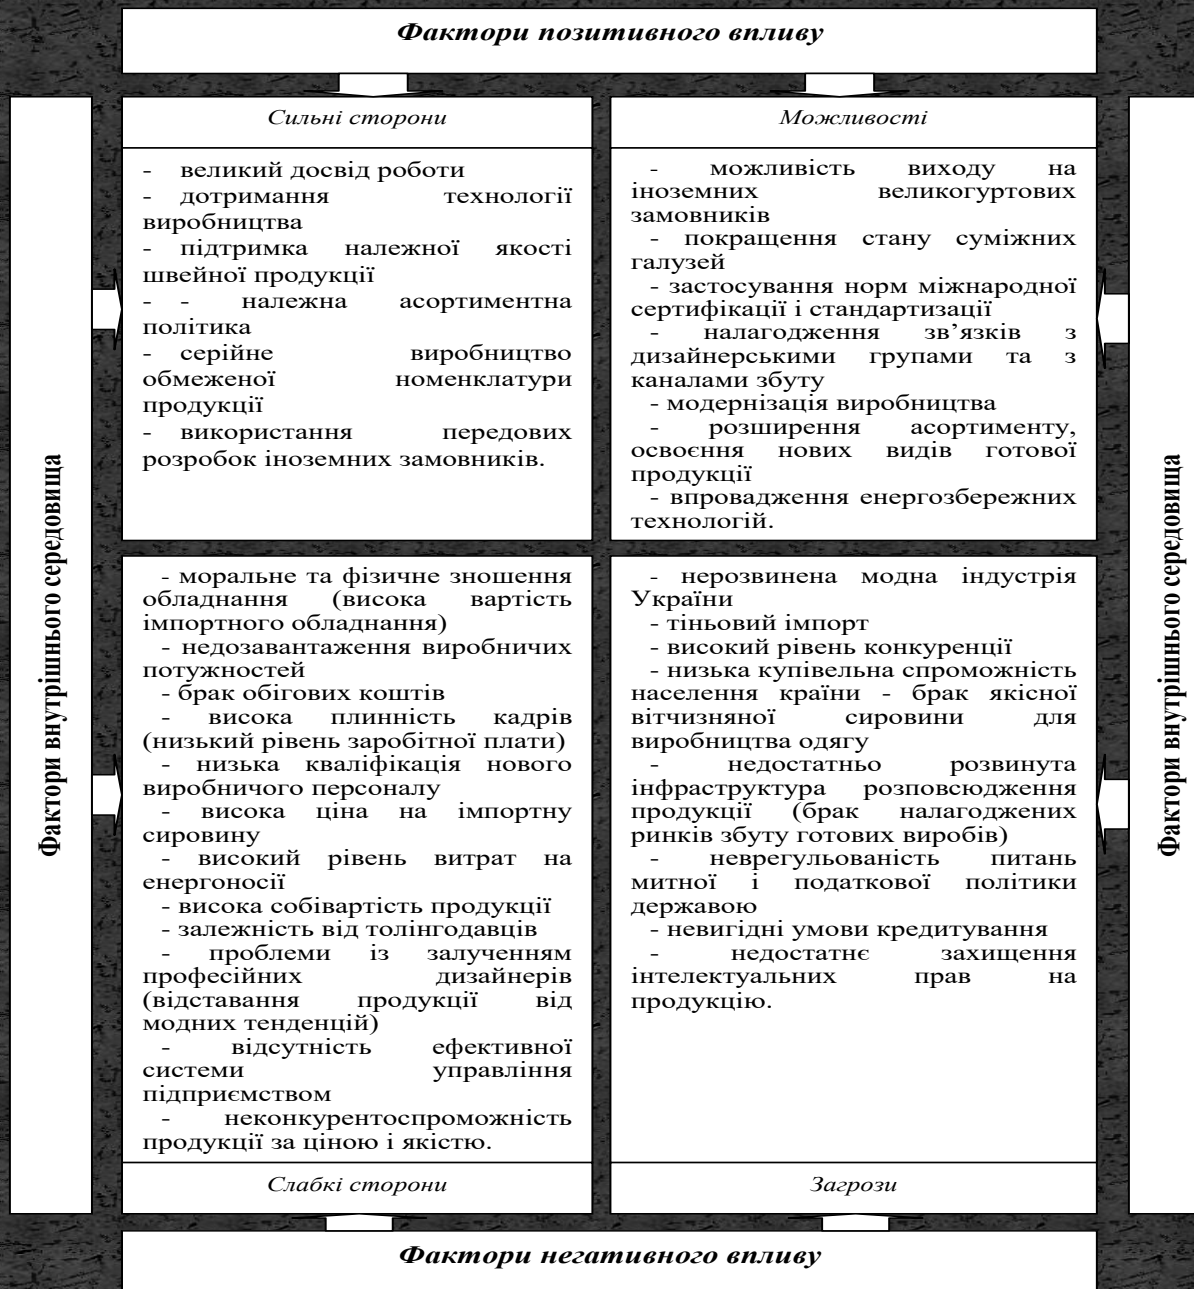 Фактори позитивного впливу
Фактори внутрішнього середовища
Сильні сторони
- великий досвід роботи
- дотримання технології
виробництва
- підтримка належної якості
швейної продукції
- - належна асортиментна
політика
- серійне виробництво
обмеженої номенклатури
продукції
- використання передових
розробок іноземних замовників.
Можливості
- можливість виходу на
іноземних великогуртових
замовників
- покращення стану суміжних
галузей
- застосування норм міжнародної
сертифікації і стандартизації
- налагодження зв’язків з
дизайнерськими групами та з
каналами збуту
- модернізація виробництва
- розширення асортименту,
освоєння нових видів готової
продукції
- впровадження енергозбережних
технологій.
Фактори внутрішнього середовища
- моральне та фізичне зношення
обладнання (висока вартість
імпортного обладнання)
- недозавантаження виробничих
потужностей
- брак обігових коштів
- висока плинність кадрів
(низький рівень заробітної плати)
- низька кваліфікація нового
виробничого персоналу
- висока ціна на імпортну
сировину
- високий рівень витрат на
енергоносії
- висока собівартість продукції
- залежність від толінгодавців
- проблеми із залученням
професійних дизайнерів
(відставання продукції від
модних тенденцій)
- відсутність ефективної
системи управління
підприємством
- неконкурентоспроможність
продукції за ціною і якістю.
Слабкі сторони
- нерозвинена модна індустрія
України
- тіньовий імпорт
- високий рівень конкуренції
- низька купівельна спроможність
населення країни - брак якісної
вітчизняної сировини для
виробництва одягу
- недостатньо розвинута
інфраструктура розповсюдження
продукції (брак налагоджених
ринків збуту готових виробів)
- неврегульованість питань
митної і податкової політики
державою
- невигідні умови кредитування
- недостатнє захищення
інтелектуальних прав на
продукцію.
Загрози
Фактори негативного впливу